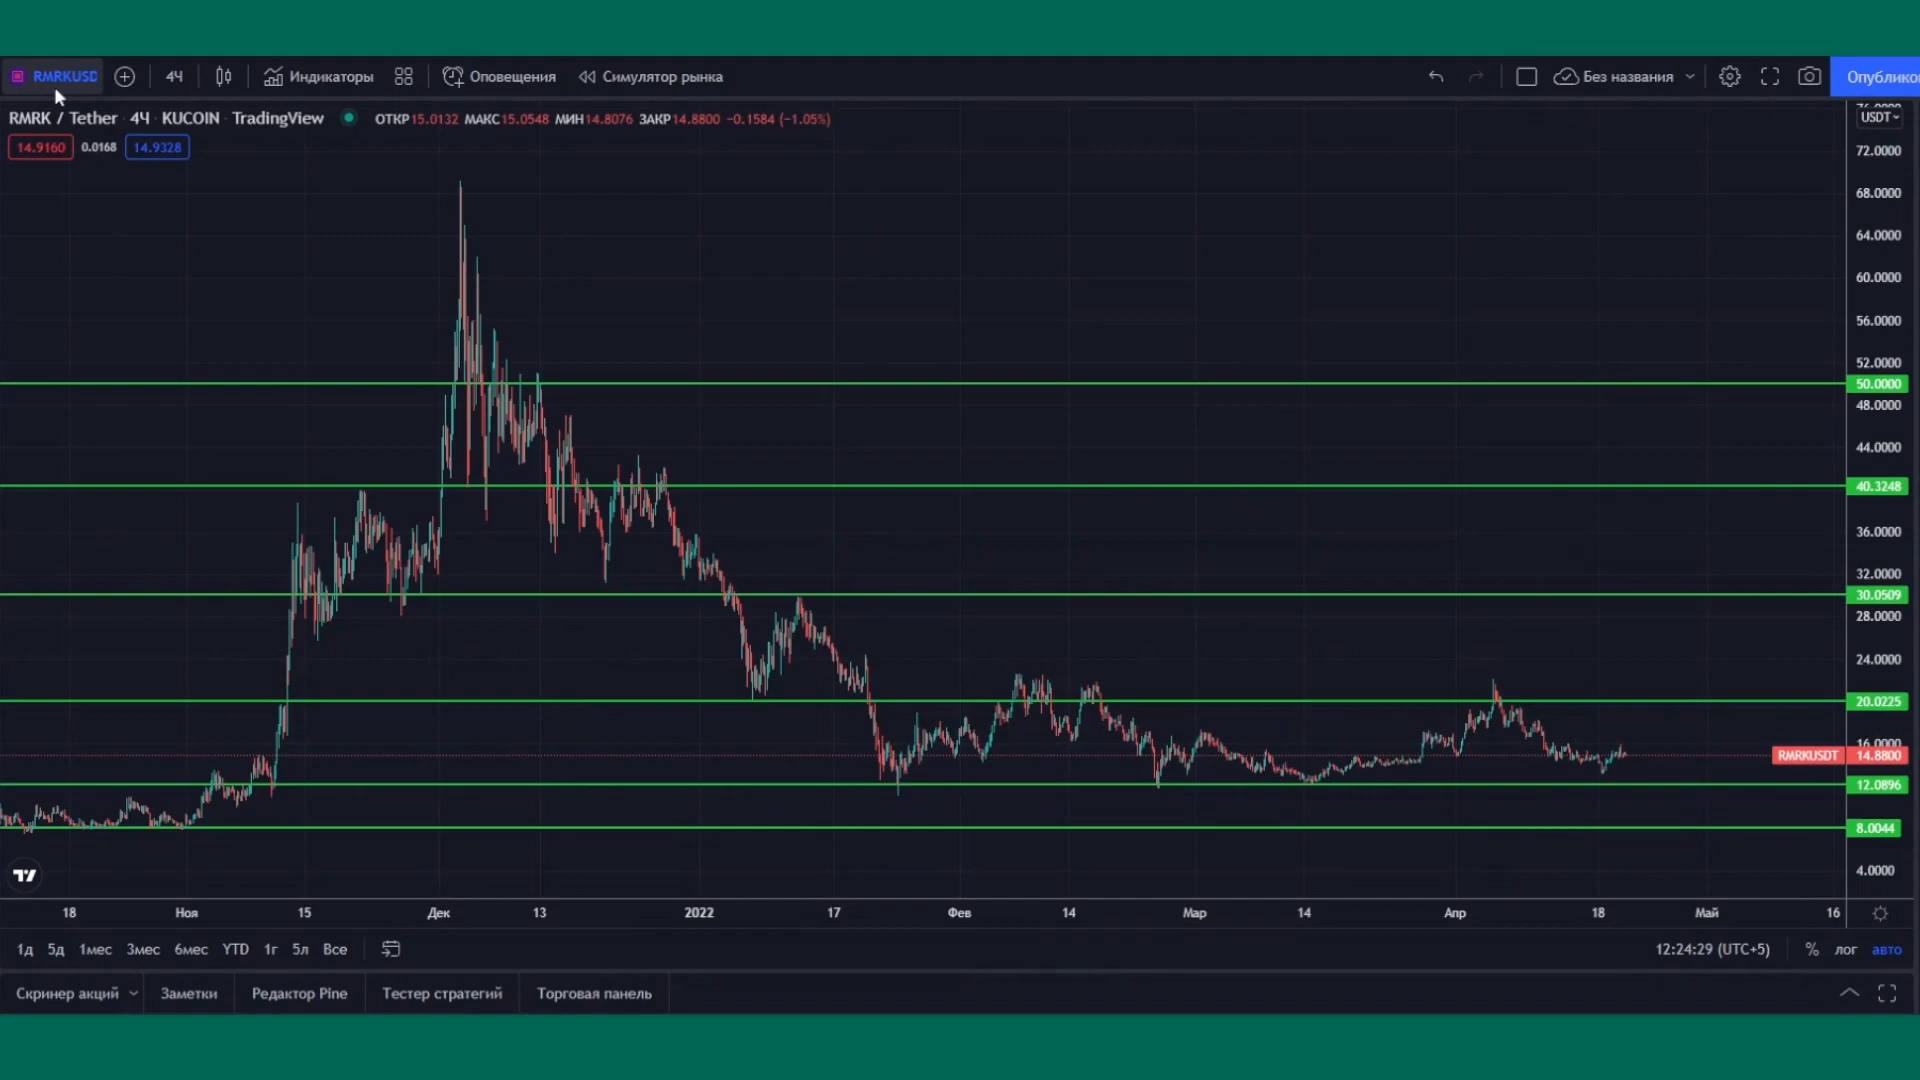 RMRKUSD 4Ч Индикаторы Оповещения Симулятор рынка Без названия Опублико
RMRK / Tether 4Ч KUCOIN TradingView ОТКР15.0132 МАКС15.0548 МИН14.8076 ЗАКР14.8800 −0.1584 (−1.05%)
USDT
14.9160 0.0168 14.9328
72.0000
68.0000
64.0000
60.0000
56.0000
52.0000
50.0000
48.0000
44.0000
40.3248
36.0000
32.0000
30.0509
28.0000
24.0000
20.0225
16.0000
RMRKUSDT 14.8800
12.0896
8.0044
4.0000
18 Ноя 15 Дек 13 2022 17 Фев 14 Мар 14 Апр 18 Май 16
1д 5д 1мес 3мес 6мес YTD 1г 5л Все 12:24:29 (UTC+5) % лог авто
Скринер акций Заметки Редактор Pine Тестер стратегий Торговая панель